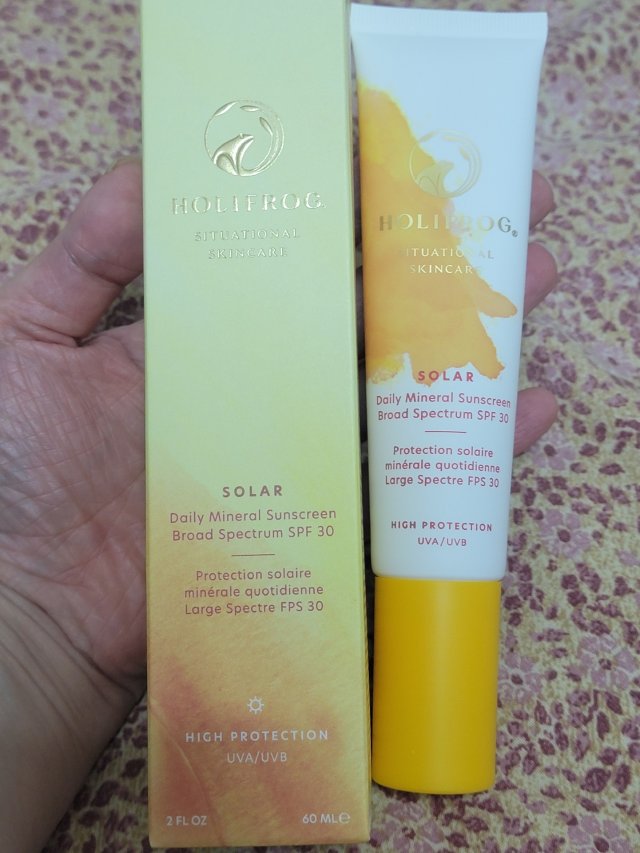 HOLIFROG®
SITUATIONAL
SKINCARE
SOLAR
Daily Mineral Sunscreen
Broad Spectrum SPF 30
Protection solaire
minérale quotidienne
Large Spectre FPS 30
HIGH PROTECTION
UVA/UVB
2 FL OZ 60 ML℮
HOLIFROG®
SITUATIONAL
SKINCARE
SOLAR
Daily Mineral Sunscreen
Broad Spectrum SPF 30
Protection solaire
minérale quotidienne
Large Spectre FPS 30
HIGH PROTECTION
UVA/UVB